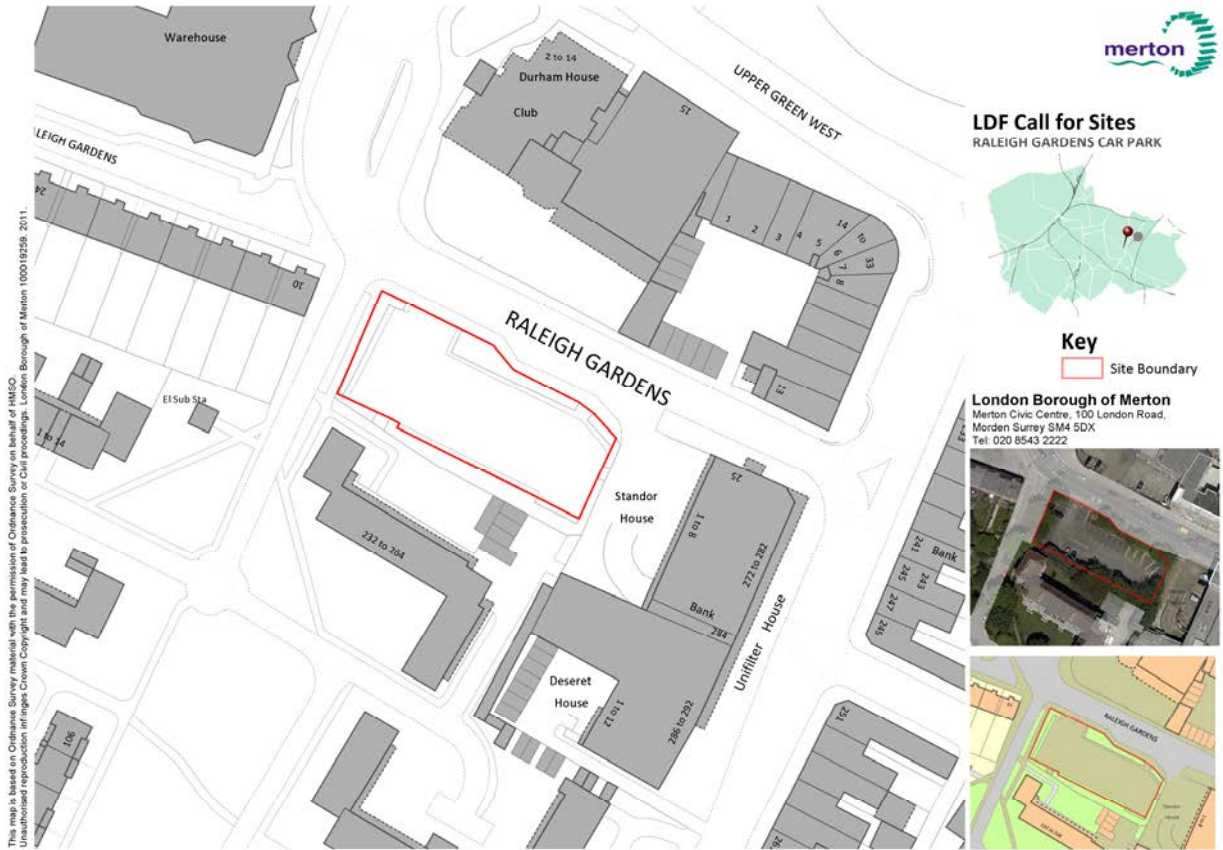 Warehouse
2 to 14
Durham House
Club
15
UPPER GREEN WEST
RALEIGH GARDENS
24
10
1
2
3
4
5
6
7
8
14
to
33
13
RALEIGH GARDENS
El Sub Sta
1 to 14
232 to 264
Standor
House
25
1 to 8
272 to 282
Bank
284
Unifilter House
Deseret
House
1 to 12
286 to 292
233
241
Bank
243
245
247
245
251
106
merton
LDF Call for Sites
RALEIGH GARDENS CAR PARK
Key
Site Boundary
London Borough of Merton
Merton Civic Centre, 100 London Road,
Morden Surrey SM4 5DX
Tel: 020 8543 2222
RALEIGH GARDENS
Standor
House
This map is based on Ordnance Survey material with the permission of Ordnance Survey on behalf of HMSO.
Unauthorised reproduction infringes Crown Copyright and may lead to prosecution or Civil procedings. London Borough of Merton 100019259. 2011.